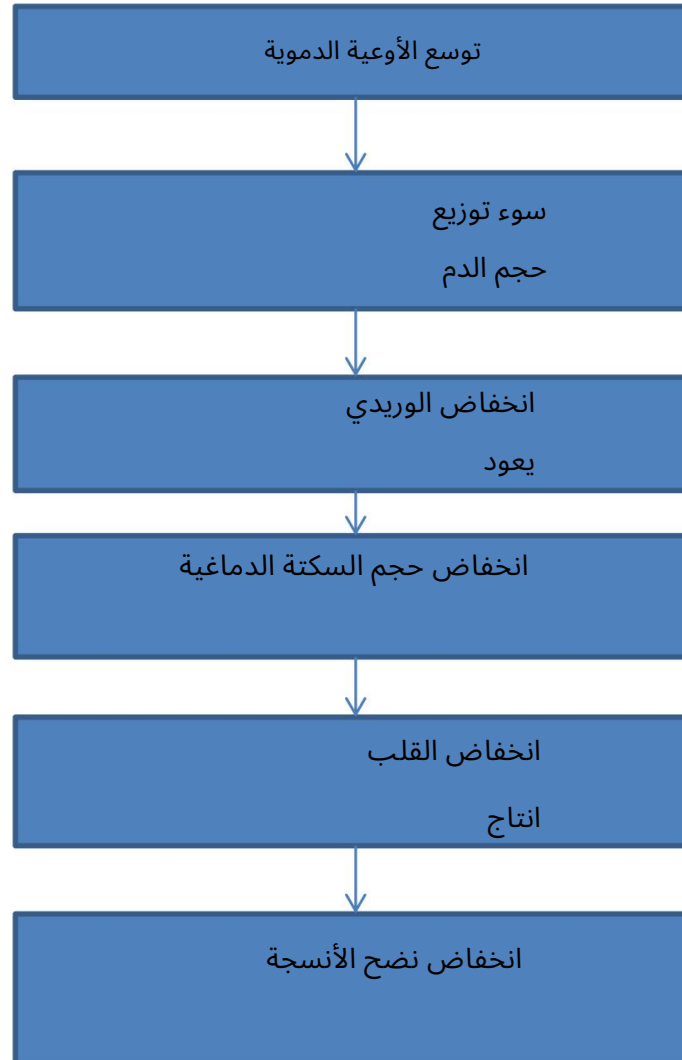 توسع الأوعية الدموية
سوء توزيع
حجم الدم
انخفاض الوريدي
يعود
انخفاض حجم السكتة الدماغية
انخفاض القلب
انتاج
انخفاض نضح الأنسجة